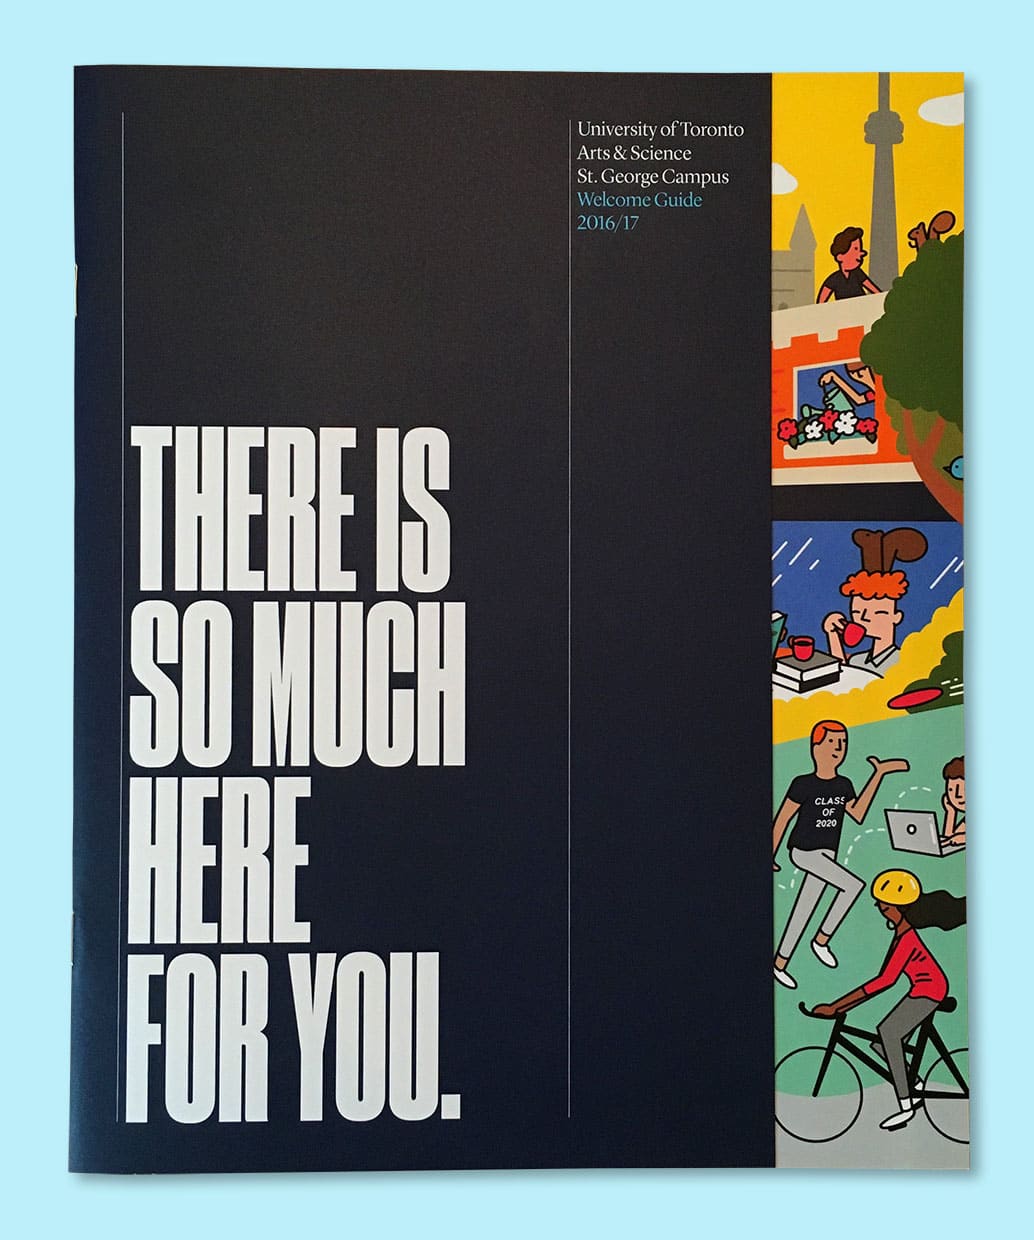 University of Toronto
Arts & Science
St. George Campus
Welcome Guide
2016/17
THERE IS
SO MUCH
HERE
FOR YOU.
CLASS
OF
2020